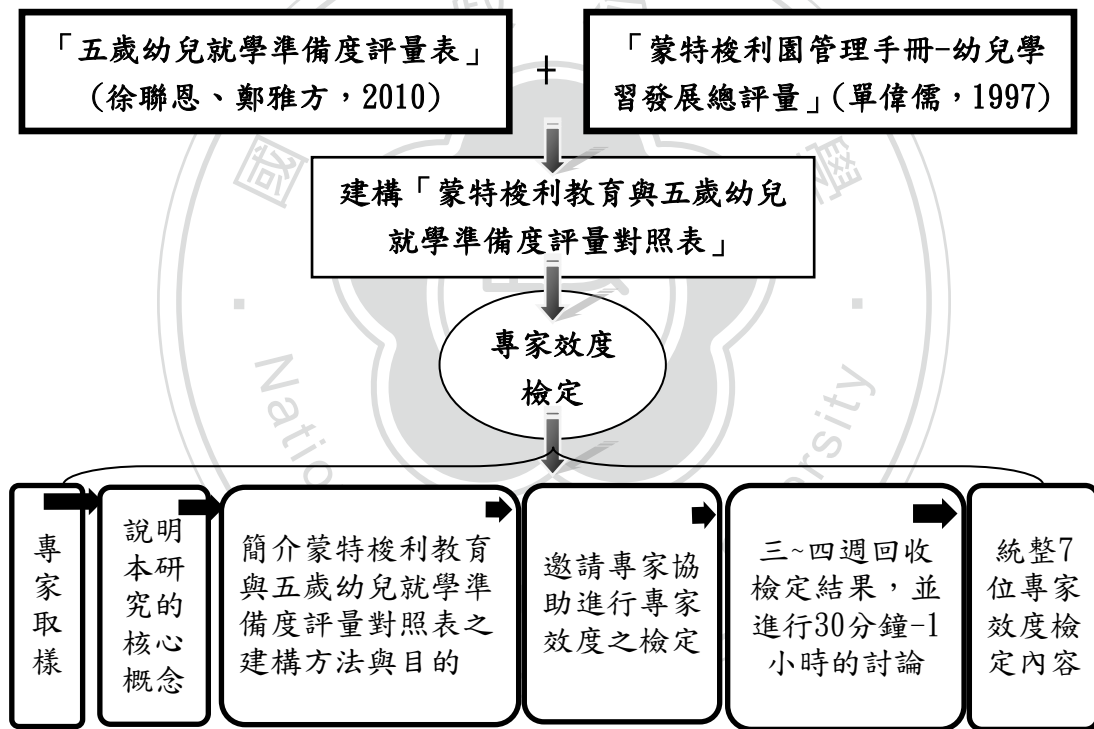 「五歲幼兒就學準備度評量表」
(徐聯恩、鄭雅方，2010)
+
「蒙特梭利園管理手冊-幼兒學
習發展總評量」(單偉儒，1997)
建構「蒙特梭利教育與五歲幼兒
就學準備度評量對照表」
專家效度
檢定
專
家
取
樣
說明
本研
究的
核心
概念
簡介蒙特梭利教育
與五歲幼兒就學準
備度評量對照表之
建構方法與目的
邀請專家協
助進行專家
效度之檢定
三~四週回收
檢定結果，並
進行30分鐘-1
小時的討論
統整7
位專家
效度檢
定內容
國
學
Natio
ersity